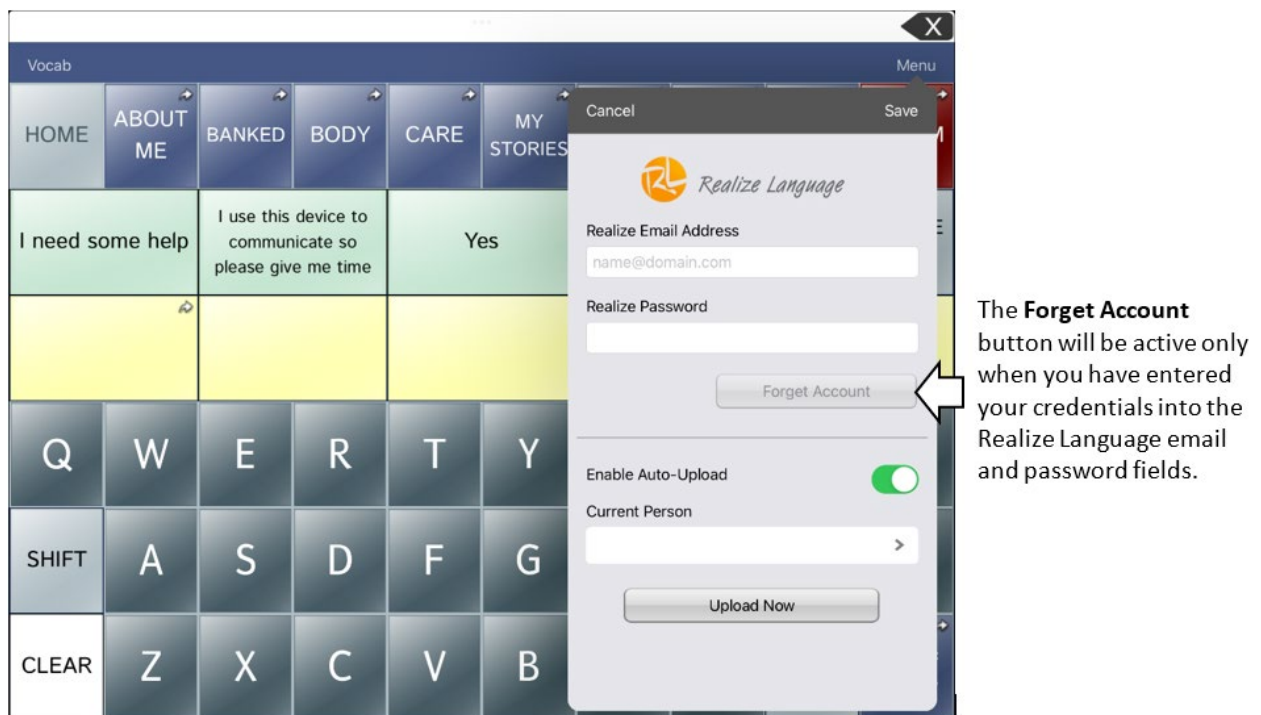 X
Vocab
Menu
HOME
ABOUT
ME
BANKED
BODY
CARE
MY
STORIES
Cancel
Save
RL Realize Language
I need some help
I use this device to
communicate so
please give me time
Yes
Realize Email Address
name@domain.com
Realize Password
Forget Account
The Forget Account
button will be active only
when you have entered
your credentials into the
Realize Language email
and password fields.
Q W E R T Y
Enable Auto-Upload
Current Person
SHIFT A S D F G
Upload Now
CLEAR Z X C V B